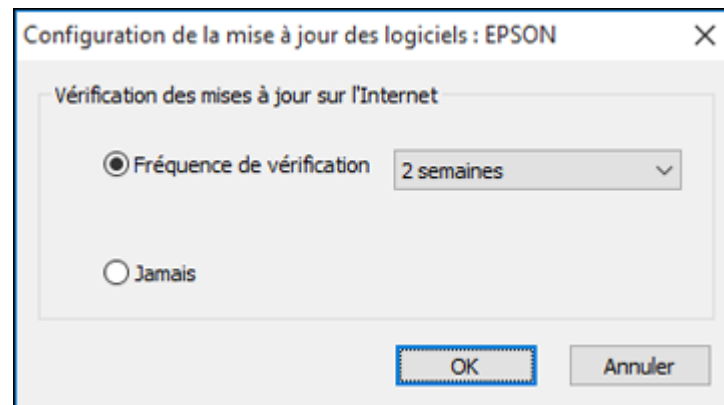 Configuration de la mise à jour des logiciels : EPSON
Vérification des mises à jour sur l'Internet
Fréquence de vérification 2 semaines
Jamais
OK Annuler